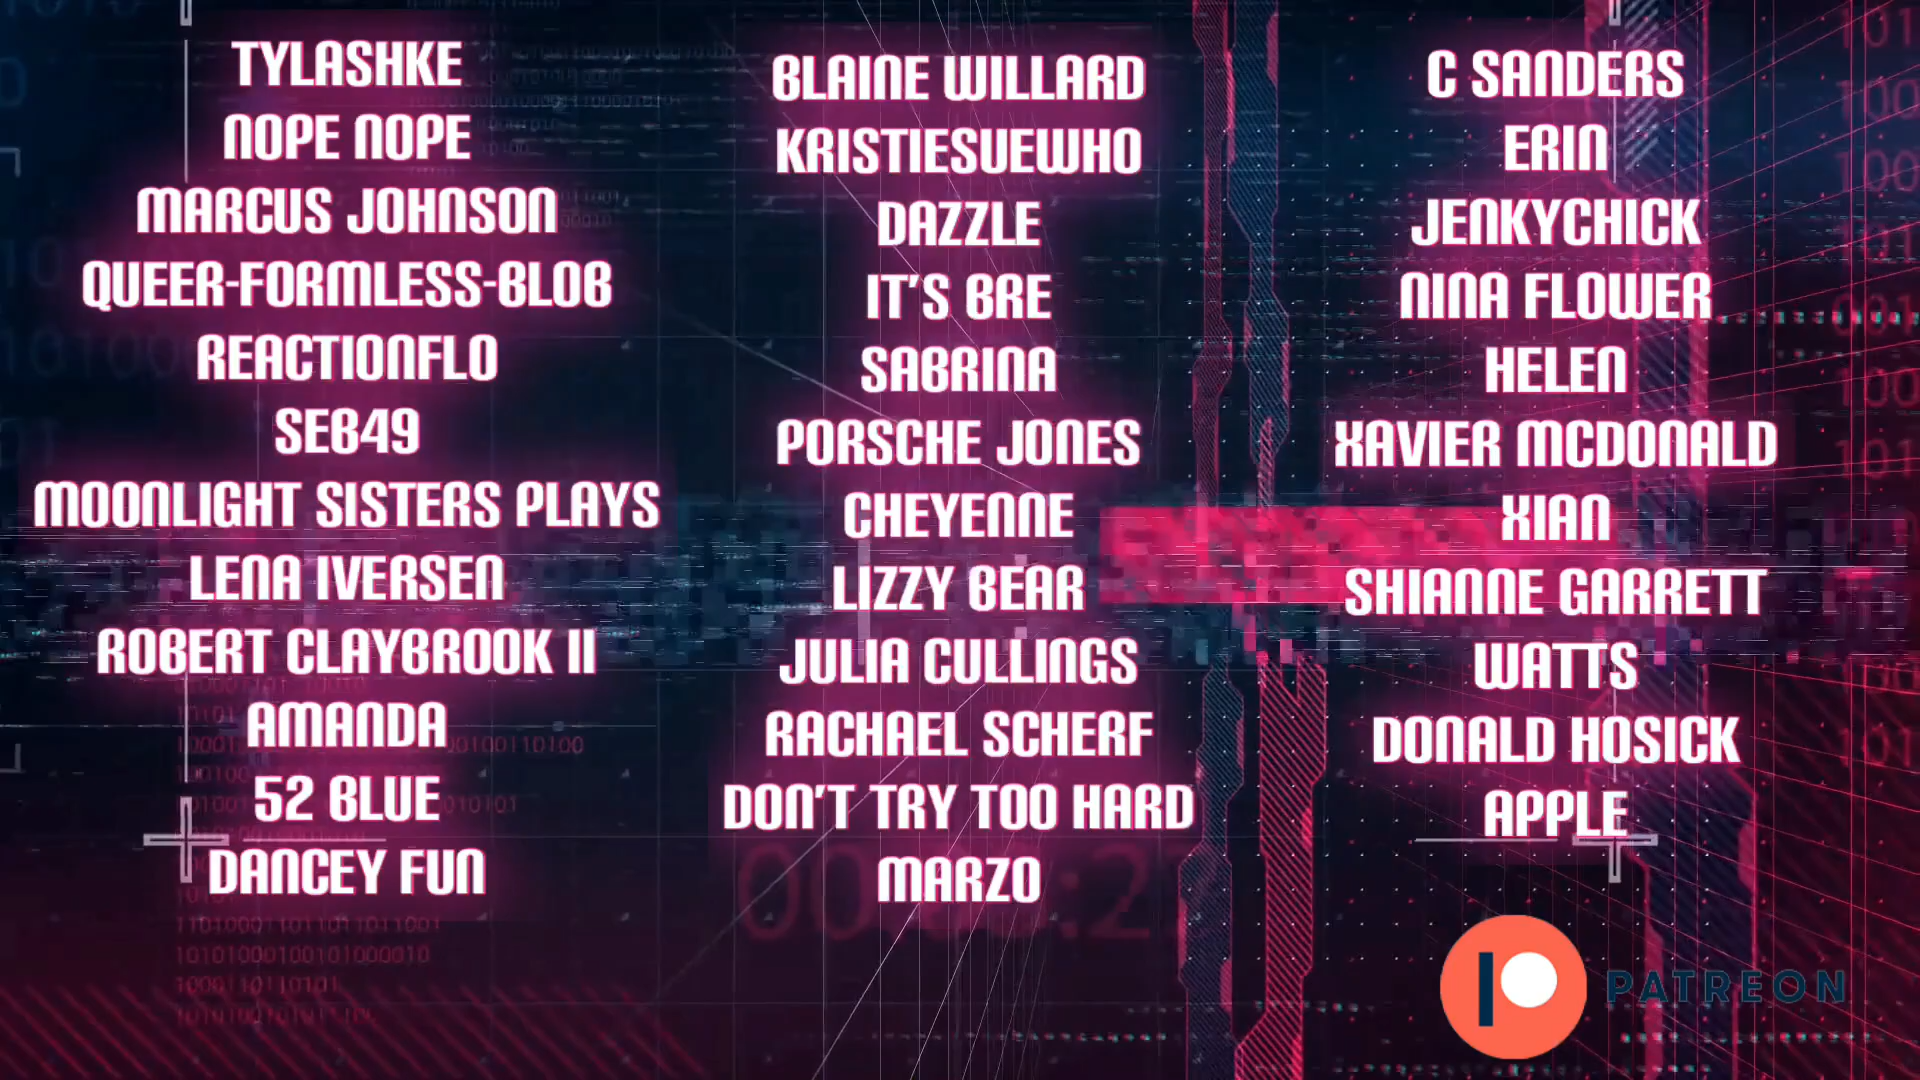 TYLASHKE
NOPE NOPE
MARCUS JOHNSON
QUEER-FORMLESS-BLOB
REACTIONFLO
SEB49
MOONLIGHT SISTERS PLAYS
LENA IVERSEN
ROBERT CLAYBROOK II
AMANDA
52 BLUE
DANCEY FUN
BLAINE WILLARD
KRISTIESUEWHO
DAZZLE
IT'S BRE
SABRINA
PORSCHE JONES
CHEYENNE
LIZZY BEAR
JULIA CULLINGS
RACHAEL SCHERF
DON'T TRY TOO HARD
MARZO
C SANDERS
ERIN
JENKYCHICK
NINA FLOWER
HELEN
XAVIER MCDONALD
XIAN
SHIANNE GARRETT
WATTS
DONALD HOSICK
APPLE
PATREON